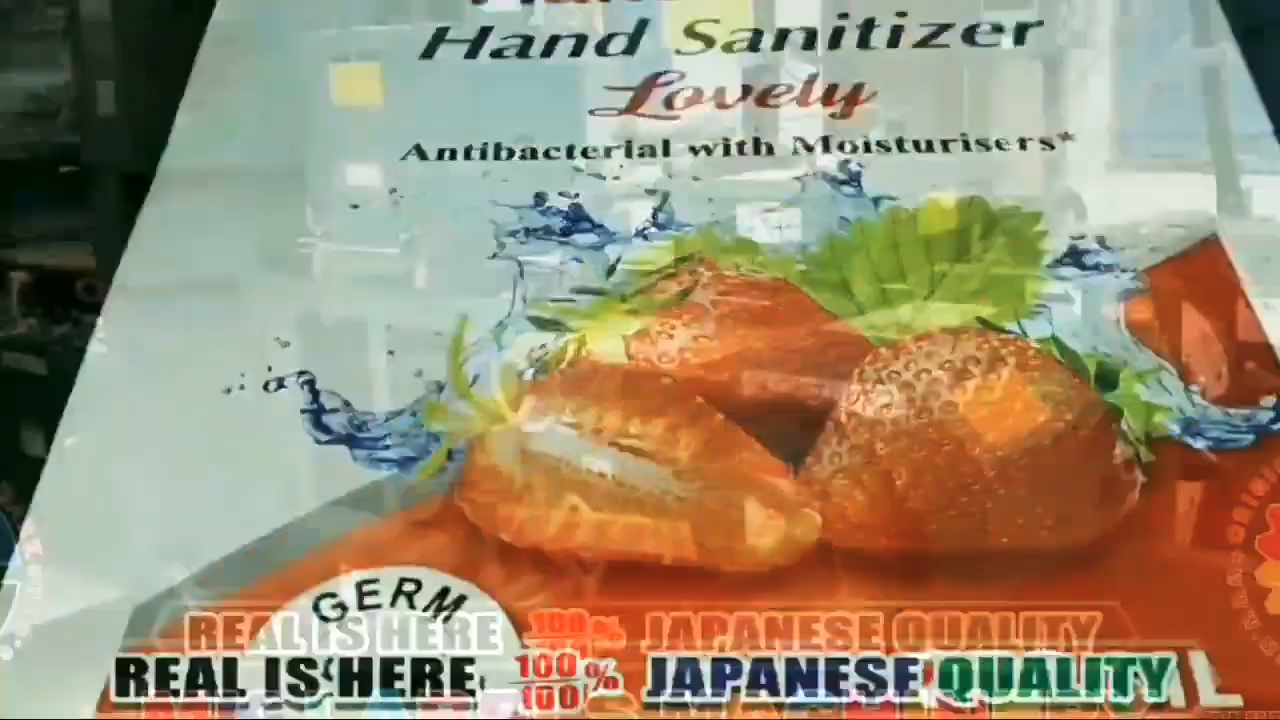 Hand Sanitizer
Lovely
Antibacterial with Moisturisers*
GERM
REAL IS HERE 100% JAPANESE QUALITY
REAL IS HERE 100% JAPANESE QUALITY
100